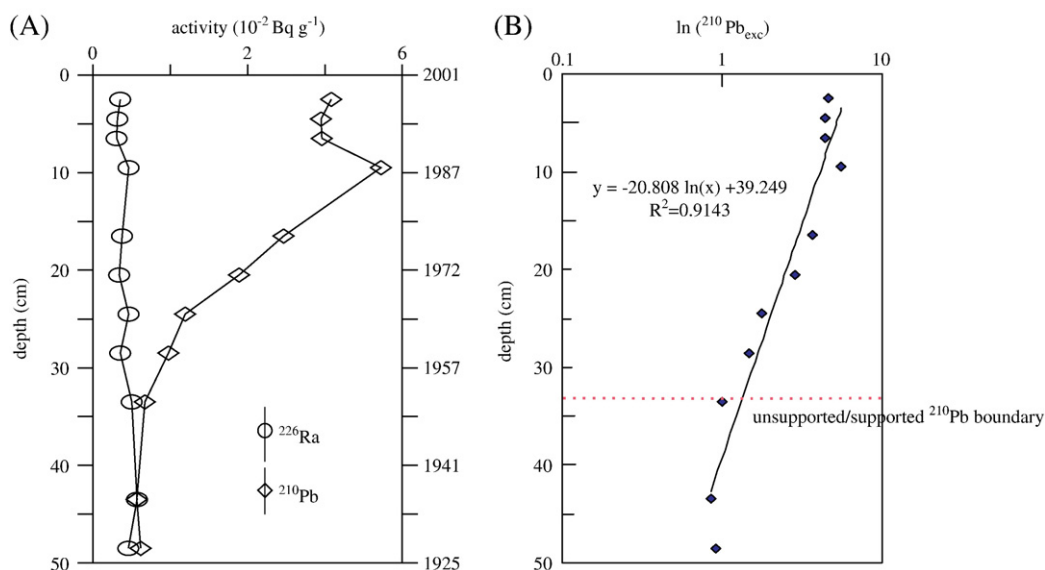 (A)
activity (10⁻² Bq g⁻¹)
0 2 6
0 2001
10 1987
20 1972
30 1957
40 1941
50 1925
depth (cm)
²²⁶Ra
²¹⁰Pb
(B)
ln (²¹⁰Pbexc)
0.1 1 10
0
10
20
30
40
50
depth (cm)
y = -20.808 ln(x) +39.249
R²=0.9143
unsupported/supported ²¹⁰Pb boundary